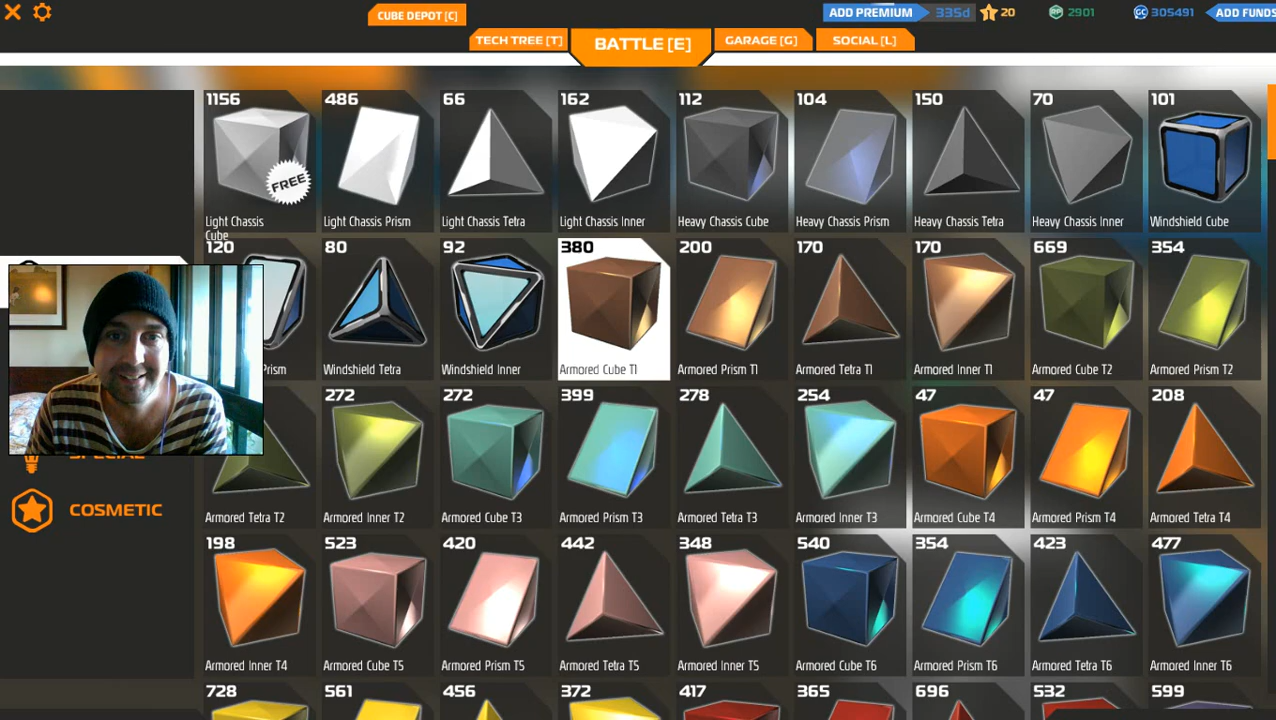 CUBE DEPOT [C]
ADD PREMIUM 335d 20 RP 2901 GC 305491 ADD FUNDS
TECH TREE [T] BATTLE [E] GARAGE [G] SOCIAL [L]
1156 486 66 162 112 104 150 70 101
FREE
Light Chassis Cube
Light Chassis Prism
Light Chassis Tetra
Light Chassis Inner
Heavy Chassis Cube
Heavy Chassis Prism
Heavy Chassis Tetra
Heavy Chassis Inner
Windshield Cube
120 80 92 380 200 170 170 669 354
Prism
Windshield Tetra
Windshield Inner
Armored Cube T1
Armored Prism T1
Armored Tetra T1
Armored Inner T1
Armored Cube T2
Armored Prism T2
272 272 399 278 254 47 47 208
Armored Tetra T2
Armored Inner T2
Armored Cube T3
Armored Prism T3
Armored Tetra T3
Armored Inner T3
Armored Cube T4
Armored Prism T4
Armored Tetra T4
SPECIAL
COSMETIC
198 523 420 442 348 540 354 423 477
Armored Inner T4
Armored Cube T5
Armored Prism T5
Armored Tetra T5
Armored Inner T5
Armored Cube T6
Armored Prism T6
Armored Tetra T6
Armored Inner T6
728 561 456 372 417 365 696 532 599